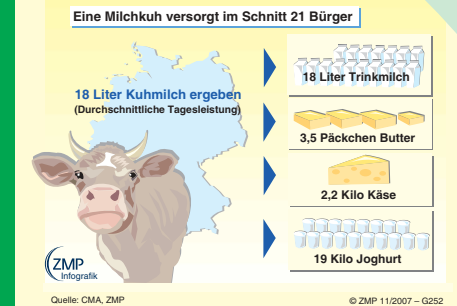 Eine Milchkuh versorgt im Schnitt 21 Bürger
18 Liter Kuhmilch ergeben
(Durchschnittliche Tagesleistung)
18 Liter Trinkmilch
3,5 Päckchen Butter
2,2 Kilo Käse
19 Kilo Joghurt
ZMP
Infografik
Quelle: CMA, ZMP
© ZMP 11/2007 – G252